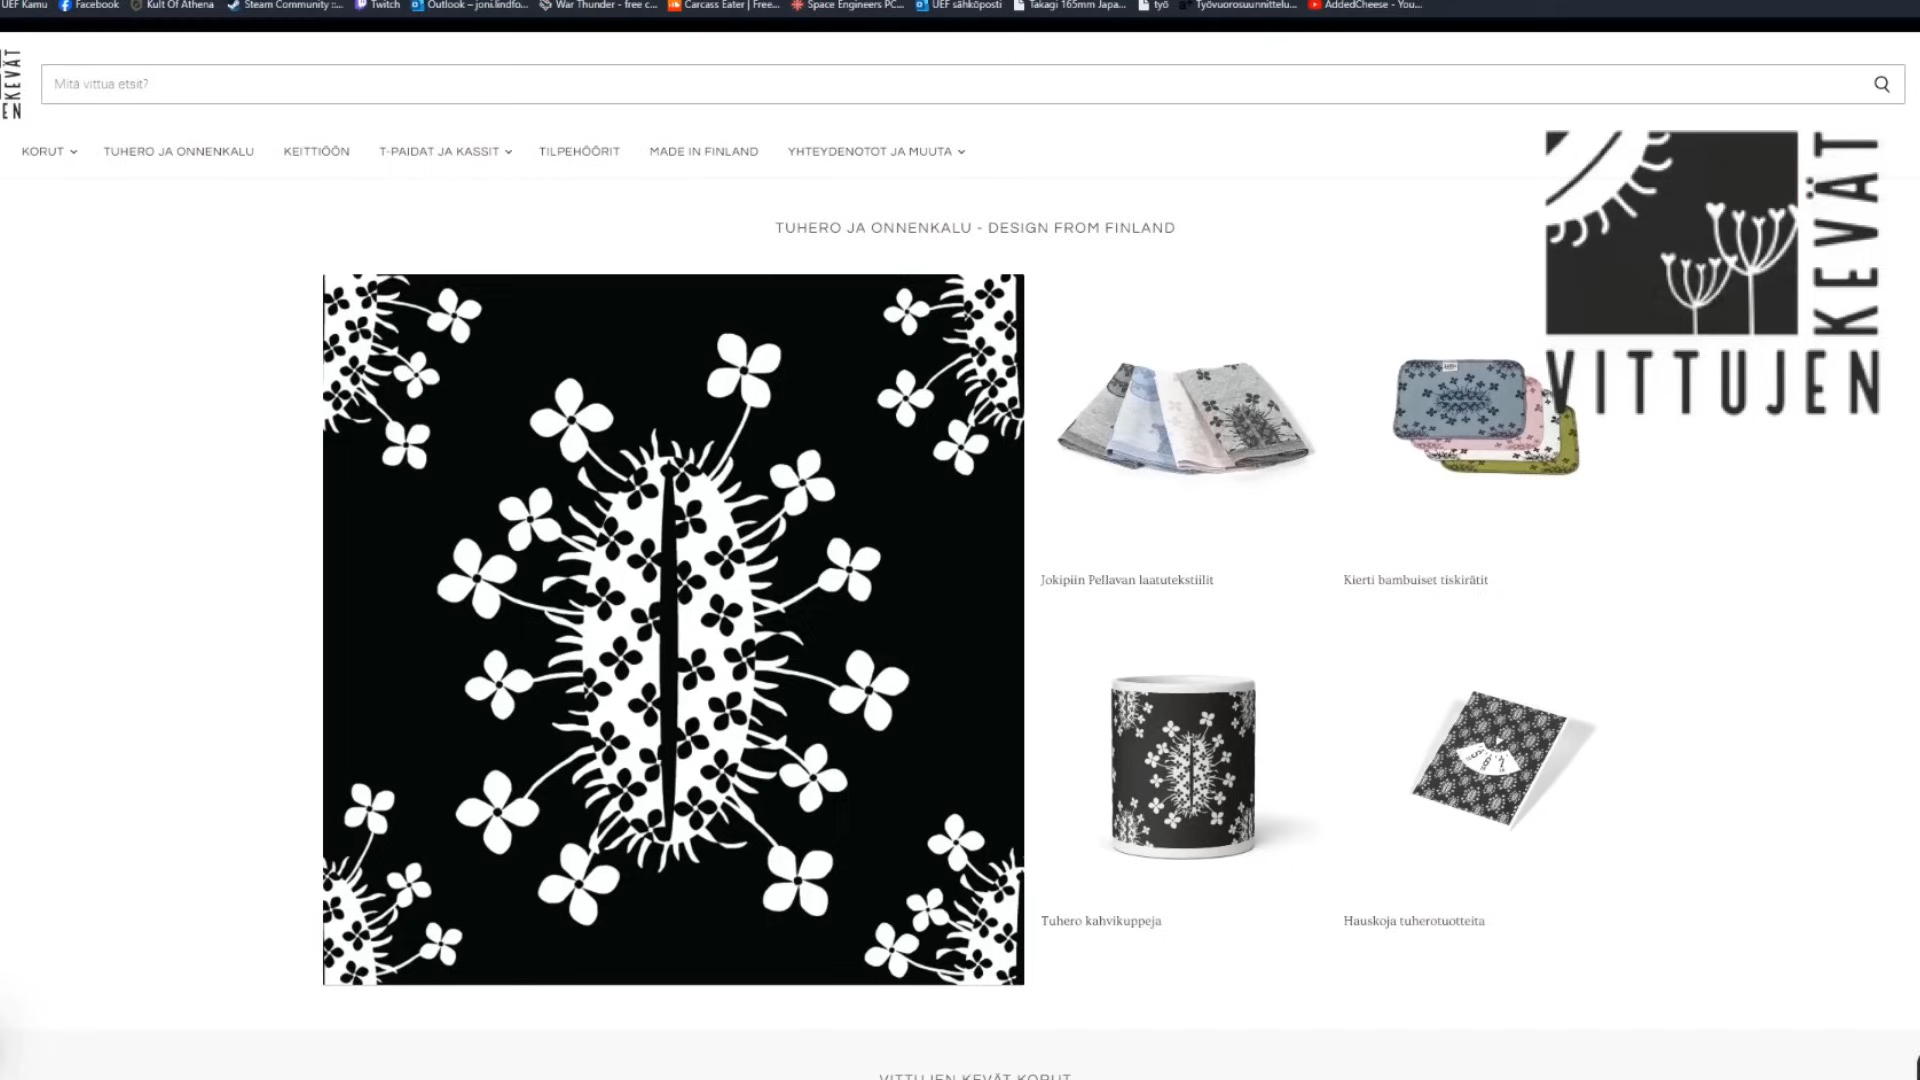 UEF Kamu Facebook Kult Of Athena Steam Community ::... Twitch Outlook – joni.lindfo... War Thunder - free c... Carcass Eater | Free... Space Engineers PC... UEF sähköposti Takagi 165mm Japa... työ Työvuorosuunnittelu... AddedCheese - You...
KEVÄT
EN
Mitä vittua etsit?
KORUT TUHERO JA ONNENKALU KEITTIÖÖN T-PAIDAT JA KASSIT TILPEHÖÖRIT MADE IN FINLAND YHTEYDENOTOT JA MUUTA
KEVÄT
VITTUJEN
TUHERO JA ONNENKALU - DESIGN FROM FINLAND
Jokipiin Pellavan laatutekstiilit
Kierti bambuiset tiskirätit
Tuhero kahvikuppeja
Hauskoja tuherotuotteita
VITTUJEN KEVÄT KORUT